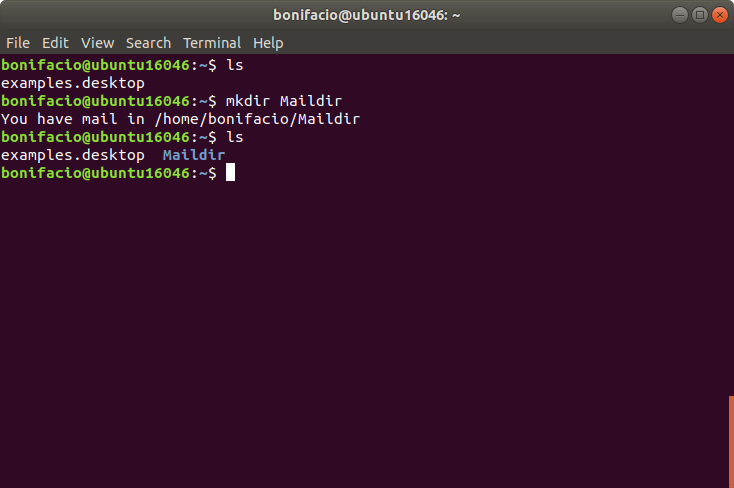 bonifacio@ubuntu16046: ~
File Edit View Search Terminal Help
bonifacio@ubuntu16046:~$ ls
examples.desktop
bonifacio@ubuntu16046:~$ mkdir Maildir
You have mail in /home/bonifacio/Maildir
bonifacio@ubuntu16046:~$ ls
examples.desktop  Maildir
bonifacio@ubuntu16046:~$